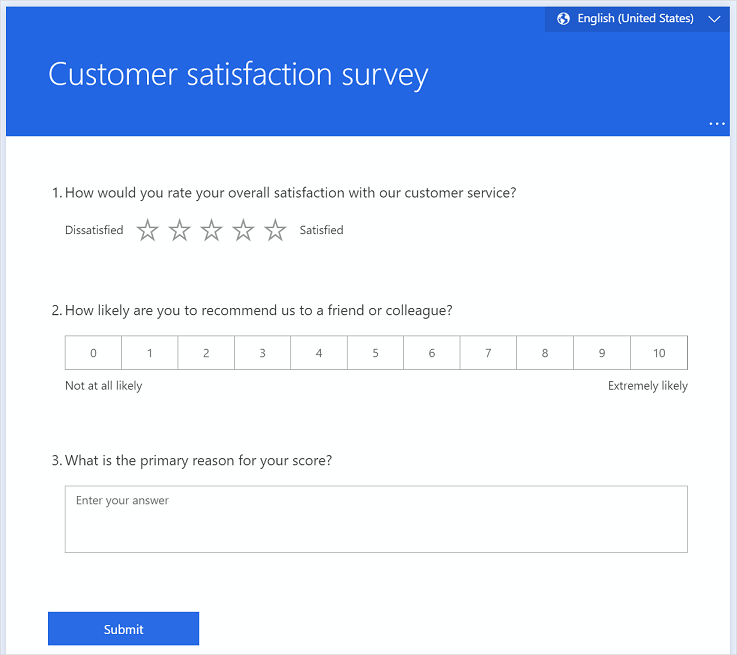 English (United States)
Customer satisfaction survey
...
1. How would you rate your overall satisfaction with our customer service?
Dissatisfied Satisfied
2. How likely are you to recommend us to a friend or colleague?
0 1 2 3 4 5 6 7 8 9 10
Not at all likely Extremely likely
3. What is the primary reason for your score?
Enter your answer
Submit